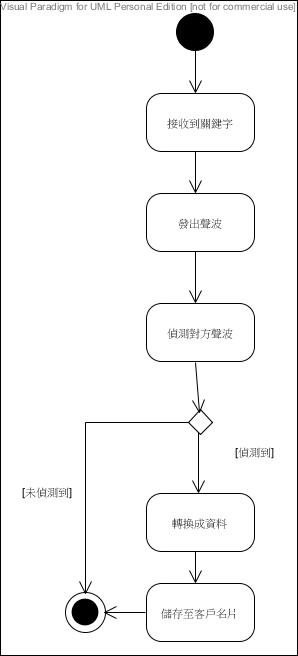 Visual Paradigm for UML Personal Edition [not for commercial use]
接收到關鍵字
發出聲波
偵測對方聲波
[偵測到]
[未偵測到]
轉換成資料
儲存至客戶名片